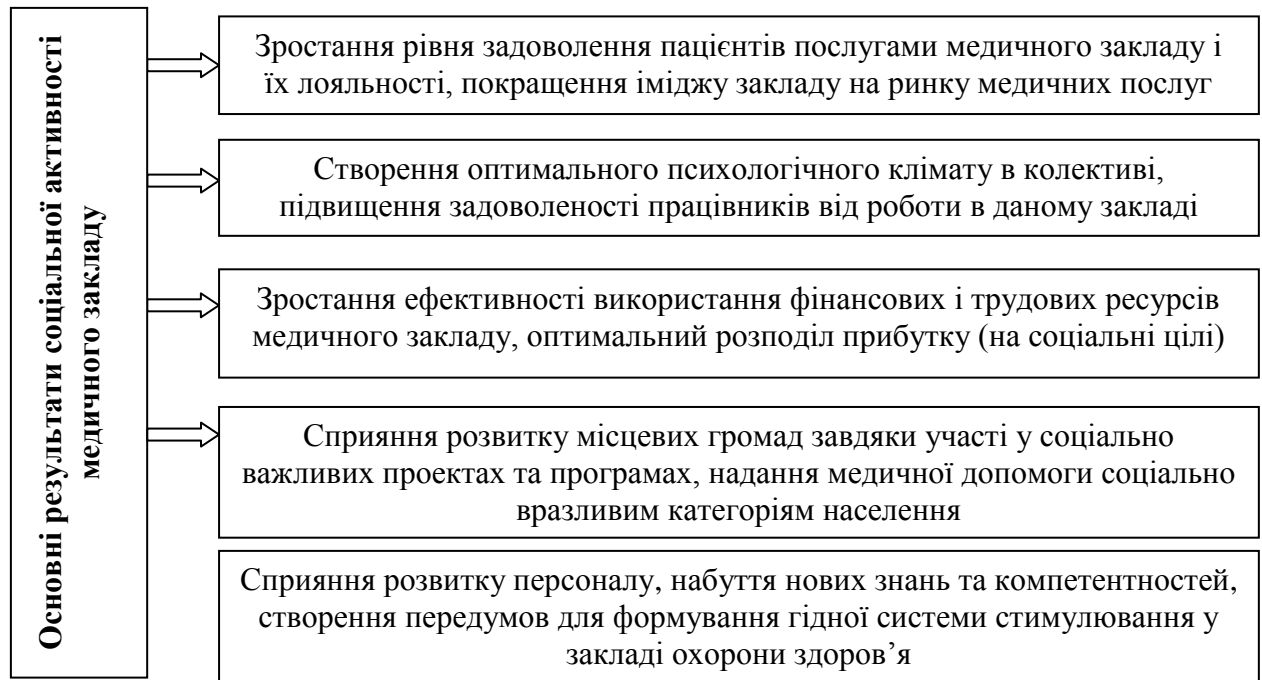 Основні результати соціальної активності
медичного закладу
Зростання рівня задоволення пацієнтів послугами медичного закладу і
їх лояльності, покращення іміджу закладу на ринку медичних послуг
Створення оптимального психологічного клімату в колективі,
підвищення задоволеності працівників від роботи в даному закладі
Зростання ефективності використання фінансових і трудових ресурсів
медичного закладу, оптимальний розподіл прибутку (на соціальні цілі)
Сприяння розвитку місцевих громад завдяки участі у соціально
важливих проектах та програмах, надання медичної допомоги соціально
вразливим категоріям населення
Сприяння розвитку персоналу, набуття нових знань та компетентностей,
створення передумов для формування гідної системи стимулювання у
закладі охорони здоров’я